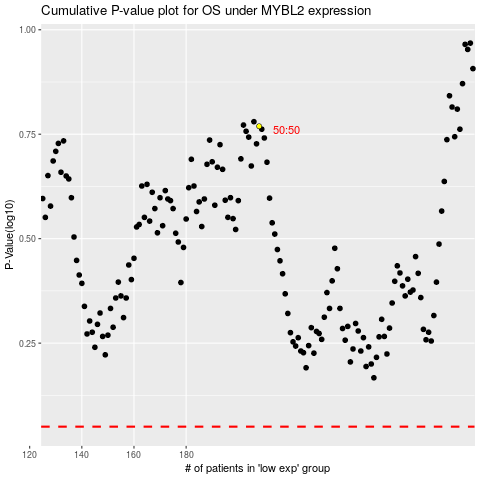 Cumulative P-value plot for OS under MYBL2 expression
1.00
0.75
0.50
0.25
P-Value(log10)
50:50
120 140 160 180
# of patients in 'low exp' group